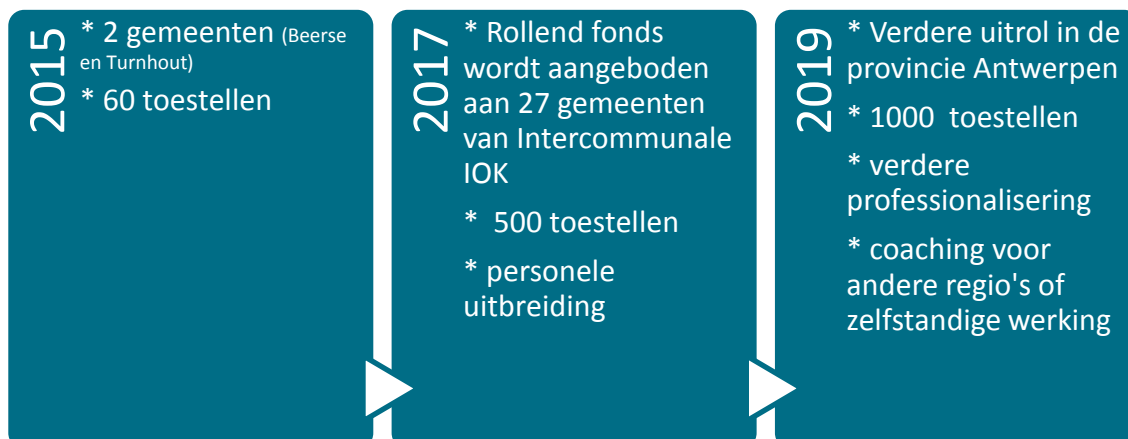 2015
* 2 gemeenten (Beerse
en Turnhout)
* 60 toestellen
2017
* Rollend fonds
wordt aangeboden
aan 27 gemeenten
van Intercommunale
IOK
* 500 toestellen
* personele
uitbreiding
2019
* Verdere uitrol in de
provincie Antwerpen
* 1000 toestellen
* verdere
professionalisering
* coaching voor
andere regio's of
zelfstandige werking